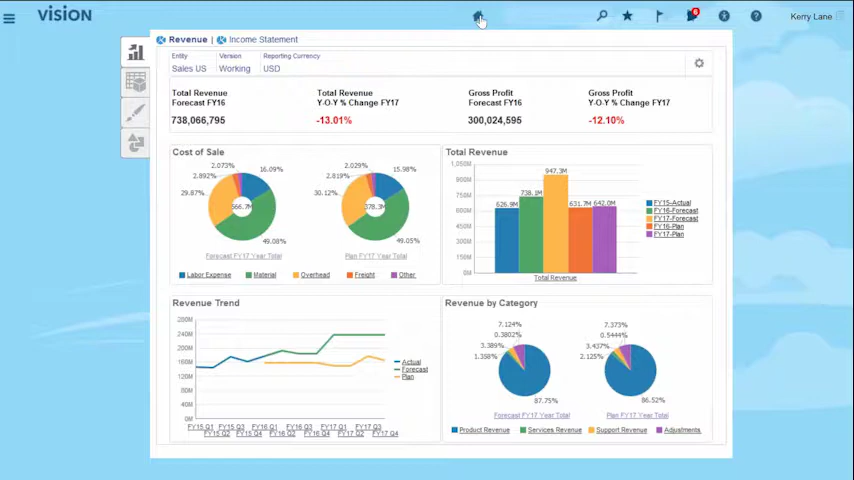 VISION
6
Kerry Lane
Revenue
Income Statement
Entity Version Reporting Currency
Sales US Working USD
Total Revenue
Forecast FY16
738,066,795
Total Revenue
Y-O-Y % Change FY17
-13.01%
Gross Profit
Forecast FY16
300,024,595
Gross Profit
Y-O-Y % Change FY17
-12.10%
Cost of Sale
2.073%
2.892%
16.09%
29.87%
566.7M
49.08%
Forecast FY17 Year Total
2.029%
2.819%
15.98%
30.12%
378.3M
49.05%
Plan FY17 Year Total
Labor Expense Material Overhead Freight Other
Total Revenue
1,050M
900M
750M
600M
450M
300M
150M
0M
626.9M
738.1M
947.3M
631.7M
642.0M
Total Revenue
FY15-Actual
FY16-Forecast
FY17-Forecast
FY16-Plan
FY17-Plan
Revenue Trend
280M
240M
200M
160M
120M
80M
40M
0M
FY15 Q1 FY15 Q3 FY16 Q1 FY16 Q3 FY17 Q1 FY17 Q3
FY15 Q2 FY15 Q4 FY16 Q2 FY16 Q4 FY17 Q2 FY17 Q4
Actual
Forecast
Plan
Revenue by Category
7.124%
0.3802%
3.389%
1.358%
87.75%
Forecast FY17 Year Total
7.373%
0.5444%
3.437%
2.125%
86.52%
Plan FY17 Year Total
Product Revenue Services Revenue Support Revenue Adjustments